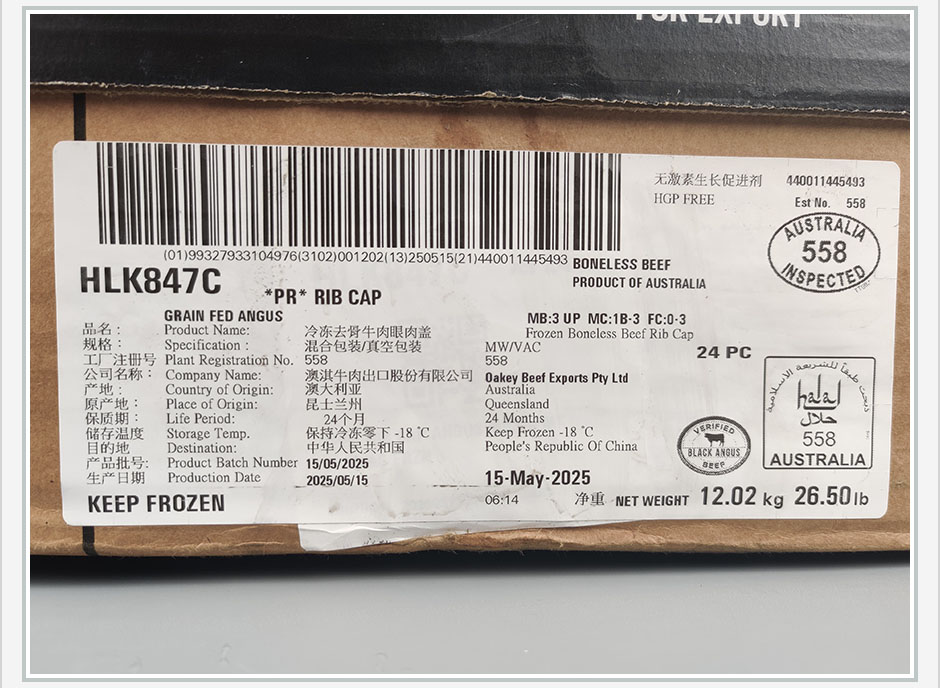 FOR EXPORT
无激素生长促进剂 440011445493
HGP FREE Est No. 558
AUSTRALIA
558
INSPECTED
(01)99327933104976(3102)001202(13)250515(21)440011445493
BONELESS BEEF
HLK847C *PR* RIB CAP PRODUCT OF AUSTRALIA
GRAIN FED ANGUS MB:3 UP MC:1B-3 FC:0-3
品名： Product Name: 冷冻去骨牛肉眼肉盖 Frozen Boneless Beef Rib Cap
规格： Specification : 混合包装/真空包装 MW/VAC 24 PC
工厂注册号 Plant Registration No. 558 558
公司名称： Company Name: 澳淇牛肉出口股份有限公司 Oakey Beef Exports Pty Ltd
产地： Country of Origin: 澳大利亚 Australia
原产地： Place of Origin: 昆士兰州 Queensland
保质期： Life Period: 24个月 24 Months
储存温度 Storage Temp. 保持冷冻零下 -18 ℃ Keep Frozen -18 ℃
目的地 Destination: 中华人民共和国 People's Republic Of China
产品批号: Product Batch Number 15/05/2025
生产日期 Production Date 2025/05/15 15-May-2025
KEEP FROZEN 06:14 净重 NET WEIGHT 12.02 kg 26.50lb
VERIFIED
BLACK ANGUS
BEEF
halal
حلال
558
AUSTRALIA